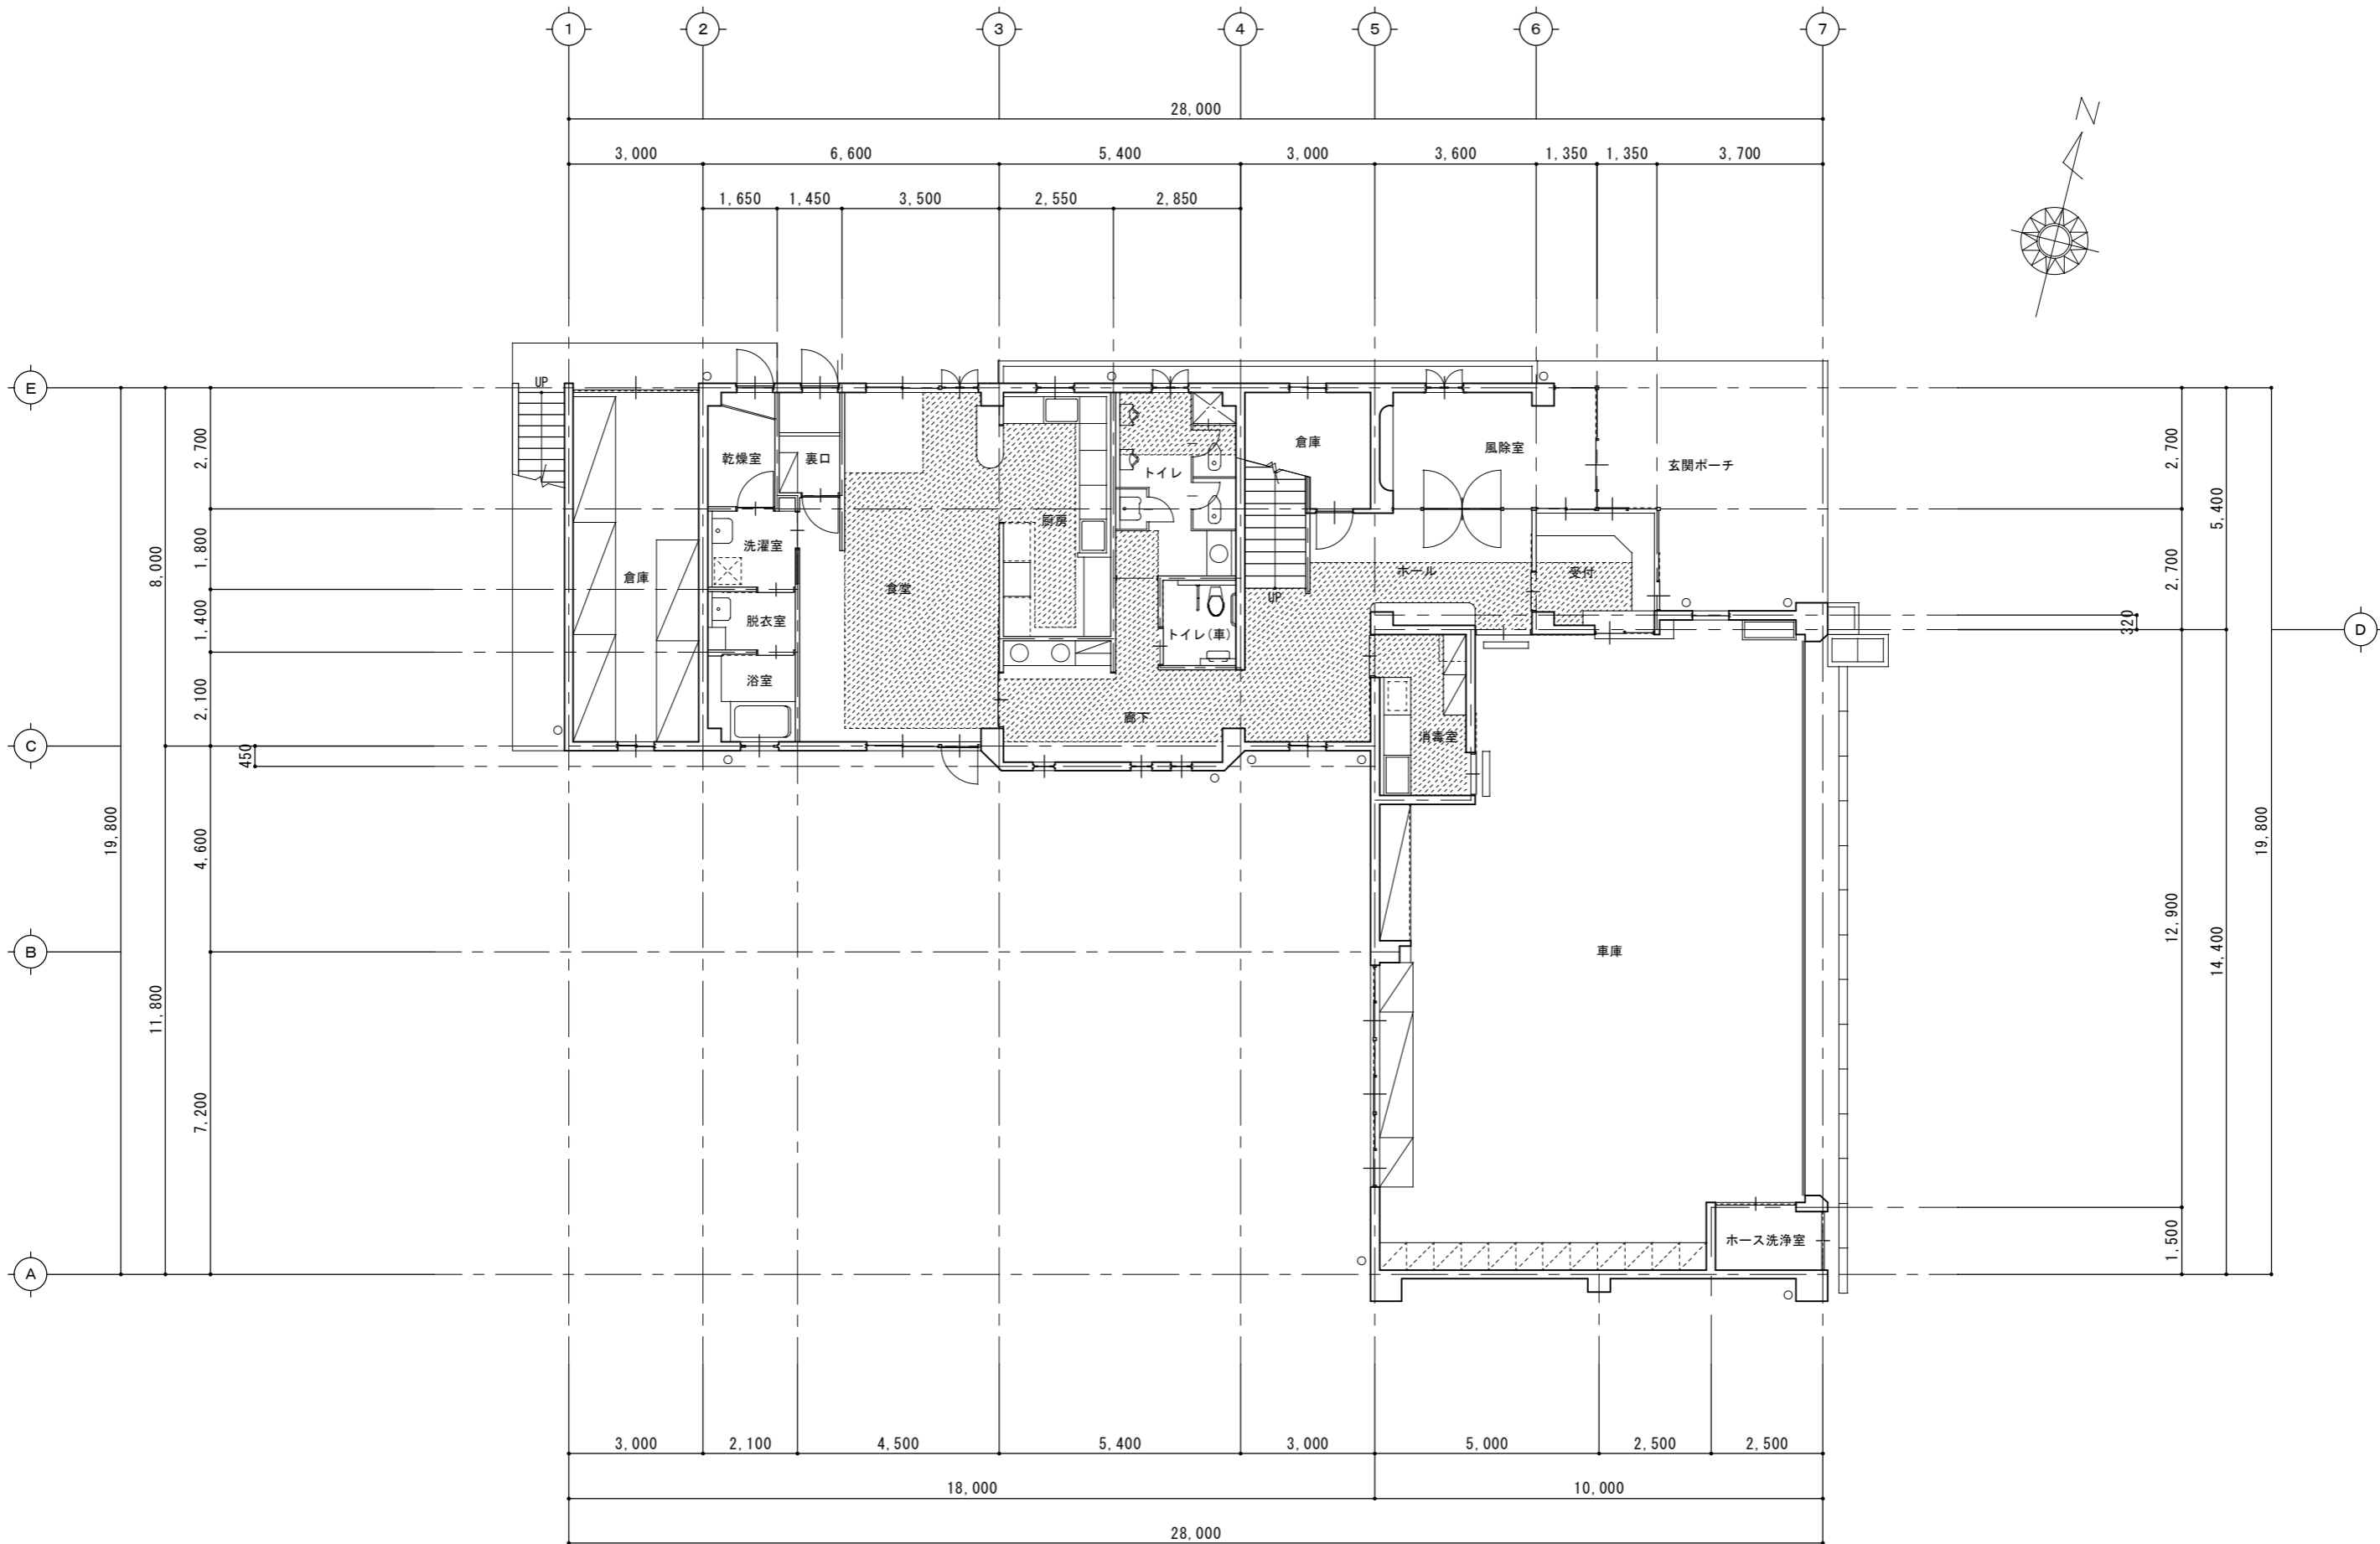 1 2 3 4 5 6 7
28,000
3,000 6,600 5,400 3,000 3,600 1,350 1,350 3,700
1,650 1,450 3,500 2,550 2,850
N
E
D
C
B
A
UP
乾燥室
裏口
トイレ
倉庫
風除室
玄関ポーチ
洗濯室
厨房
倉庫
食堂
ホール
受付
UP
脱衣室
トイレ(車)
浴室
廊下
消毒室
車庫
ホース洗浄室
2,700
1,800
1,400
2,100
450
4,600
7,200
8,000
11,800
19,800
2,700
2,700
320
12,900
1,500
5,400
14,400
19,800
3,000 2,100 4,500 5,400 3,000 5,000 2,500 2,500
18,000 10,000
28,000